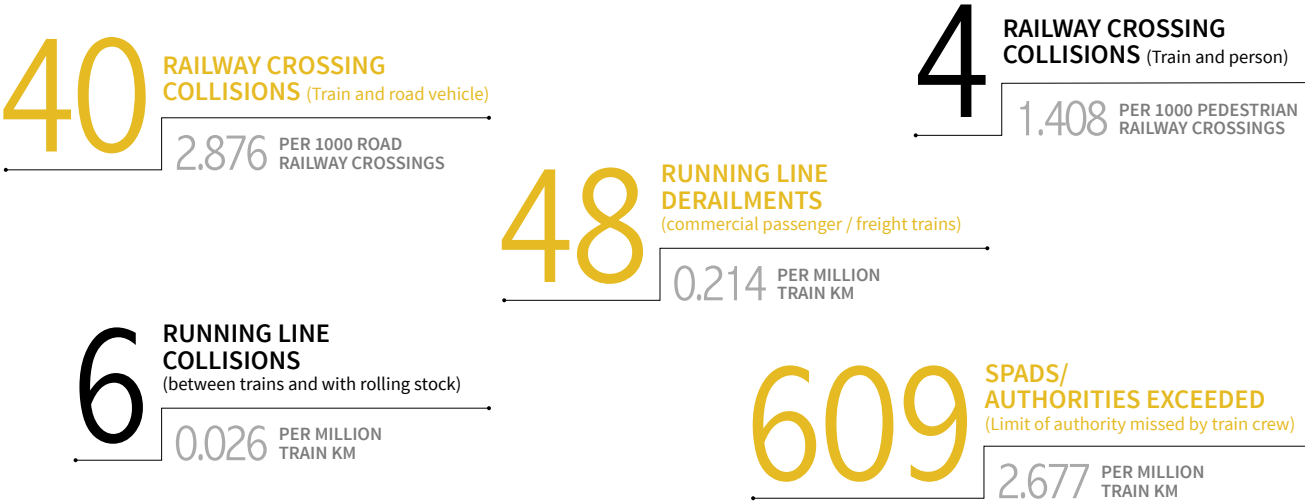 40
RAILWAY CROSSING
COLLISIONS (Train and road vehicle)
2.876
PER 1000 ROAD
RAILWAY CROSSINGS
4
RAILWAY CROSSING
COLLISIONS (Train and person)
1.408
PER 1000 PEDESTRIAN
RAILWAY CROSSINGS
48
RUNNING LINE
DERAILMENTS
(commercial passenger / freight trains)
0.214
PER MILLION
TRAIN KM
6
RUNNING LINE
COLLISIONS
(between trains and with rolling stock)
0.026
PER MILLION
TRAIN KM
609
SPADS/
AUTHORITIES EXCEEDED
(Limit of authority missed by train crew)
2.677
PER MILLION
TRAIN KM